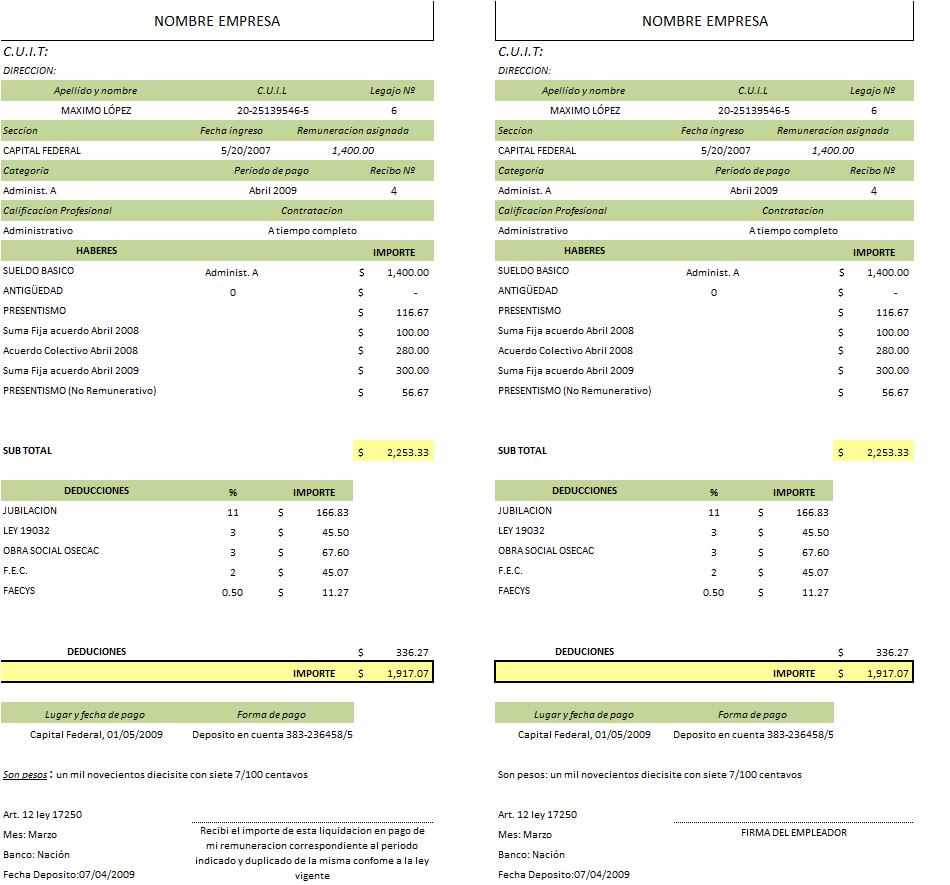 NOMBRE EMPRESA
C.U.I.T:
DIRECCION:
Apellido y nombre C.U.I.L Legajo Nº
MAXIMO LÓPEZ 20-25139546-5 6
Seccion Fecha ingreso Remuneracion asignada
CAPITAL FEDERAL 5/20/2007 1,400.00
Categoria Periodo de pago Recibo Nº
Administ. A Abril 2009 4
Calificacion Profesional Contratacion
Administrativo A tiempo completo
HABERES IMPORTE
SUELDO BASICO Administ. A $ 1,400.00
ANTIGÜEDAD 0 $ -
PRESENTISMO $ 116.67
Suma Fija acuerdo Abril 2008 $ 100.00
Acuerdo Colectivo Abril 2008 $ 280.00
Suma Fija acuerdo Abril 2009 $ 300.00
PRESENTISMO (No Remunerativo) $ 56.67
SUB TOTAL $ 2,253.33
DEDUCCIONES % IMPORTE
JUBILACION 11 $ 166.83
LEY 19032 3 $ 45.50
OBRA SOCIAL OSECAC 3 $ 67.60
F.E.C. 2 $ 45.07
FAECYS 0.50 $ 11.27
DEDUCIONES $ 336.27
IMPORTE $ 1,917.07
Lugar y fecha de pago Forma de pago
Capital Federal, 01/05/2009 Deposito en cuenta 383-236458/5
Son pesos : un mil novecientos diecisite con siete 7/100 centavos
Art. 12 ley 17250
Mes: Marzo
Banco: Nación
Fecha Deposito:07/04/2009
Recibi el importe de esta liquidacion en pago de
mi remuneracion correspondiente al periodo
indicado y duplicado de la misma confome a la ley
vigente
NOMBRE EMPRESA
C.U.I.T:
DIRECCION:
Apellido y nombre C.U.I.L Legajo Nº
MAXIMO LÓPEZ 20-25139546-5 6
Seccion Fecha ingreso Remuneracion asignada
CAPITAL FEDERAL 5/20/2007 1,400.00
Categoria Periodo de pago Recibo Nº
Administ. A Abril 2009 4
Calificacion Profesional Contratacion
Administrativo A tiempo completo
HABERES IMPORTE
SUELDO BASICO Administ. A $ 1,400.00
ANTIGÜEDAD 0 $ -
PRESENTISMO $ 116.67
Suma Fija acuerdo Abril 2008 $ 100.00
Acuerdo Colectivo Abril 2008 $ 280.00
Suma Fija acuerdo Abril 2009 $ 300.00
PRESENTISMO (No Remunerativo) $ 56.67
SUB TOTAL $ 2,253.33
DEDUCCIONES % IMPORTE
JUBILACION 11 $ 166.83
LEY 19032 3 $ 45.50
OBRA SOCIAL OSECAC 3 $ 67.60
F.E.C. 2 $ 45.07
FAECYS 0.50 $ 11.27
DEDUCIONES $ 336.27
IMPORTE $ 1,917.07
Lugar y fecha de pago Forma de pago
Capital Federal, 01/05/2009 Deposito en cuenta 383-236458/5
Son pesos: un mil novecientos diecisite con siete 7/100 centavos
Art. 12 ley 17250
Mes: Marzo
Banco: Nación
Fecha Deposito:07/04/2009
FIRMA DEL EMPLEADOR